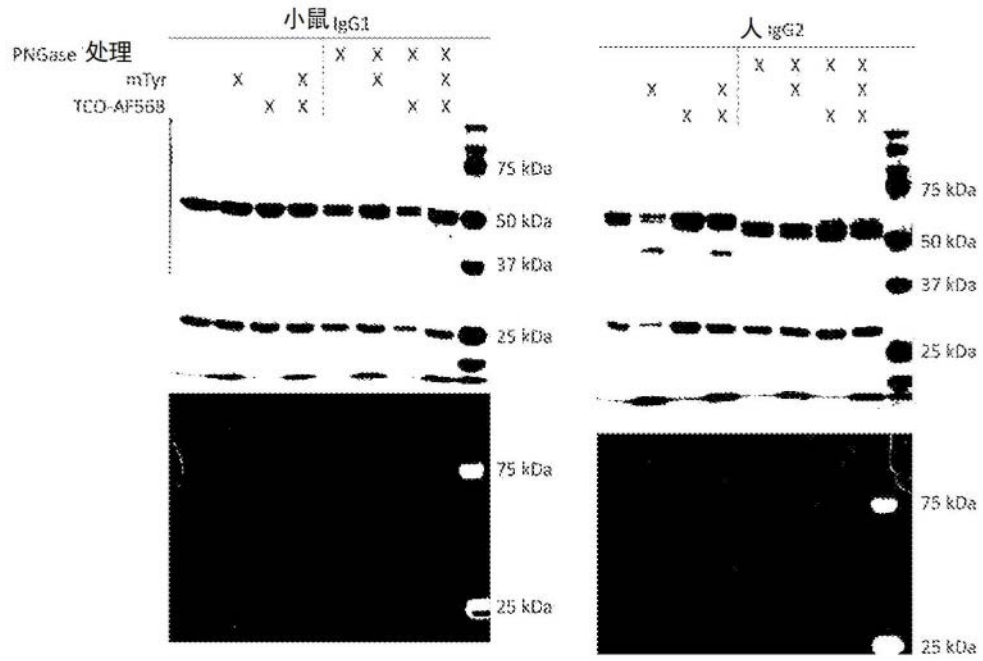 小鼠 IgG1
PNGase 处理 X X X X
mTyr X X X X
TCO-AF568 X X X X
75 kDa
50 kDa
37 kDa
25 kDa
75 kDa
25 kDa
人 IgG2
X X X X
X X X X
X X X X
75 kDa
50 kDa
37 kDa
25 kDa
75 kDa
25 kDa